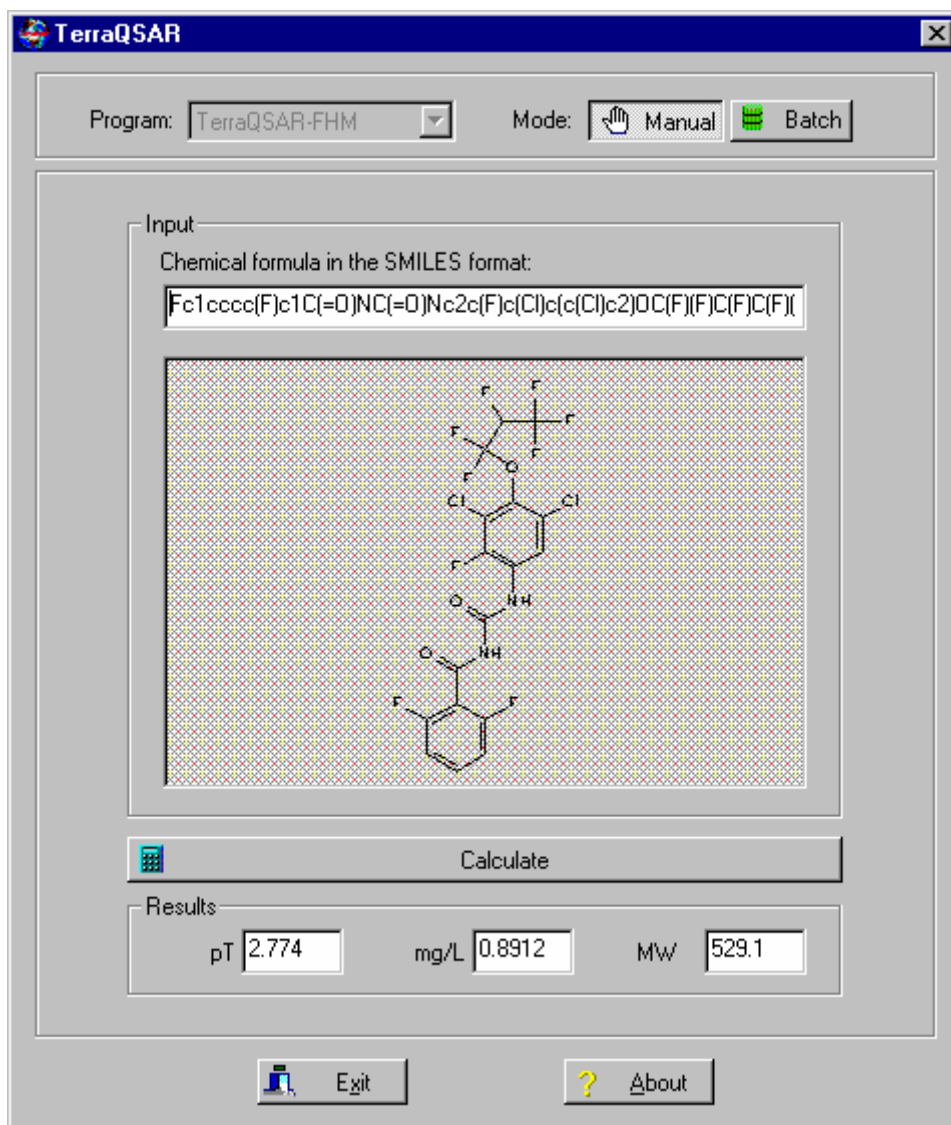 TerraQSAR
Program: TerraQSAR-FHM Mode: Manual Batch
Input
Chemical formula in the SMILES format:
Fc1cccc(F)c1C(=O)NC(=O)Nc2c(F)c(Cl)c(c(Cl)c2)OC(F)(F)C(F)C(F)(
F F
F F
F F
O
Cl Cl
F
NH
O
NH
O
F F
Calculate
Results
pT 2.774 mg/L 0.8912 MW 529.1
Exit ? About